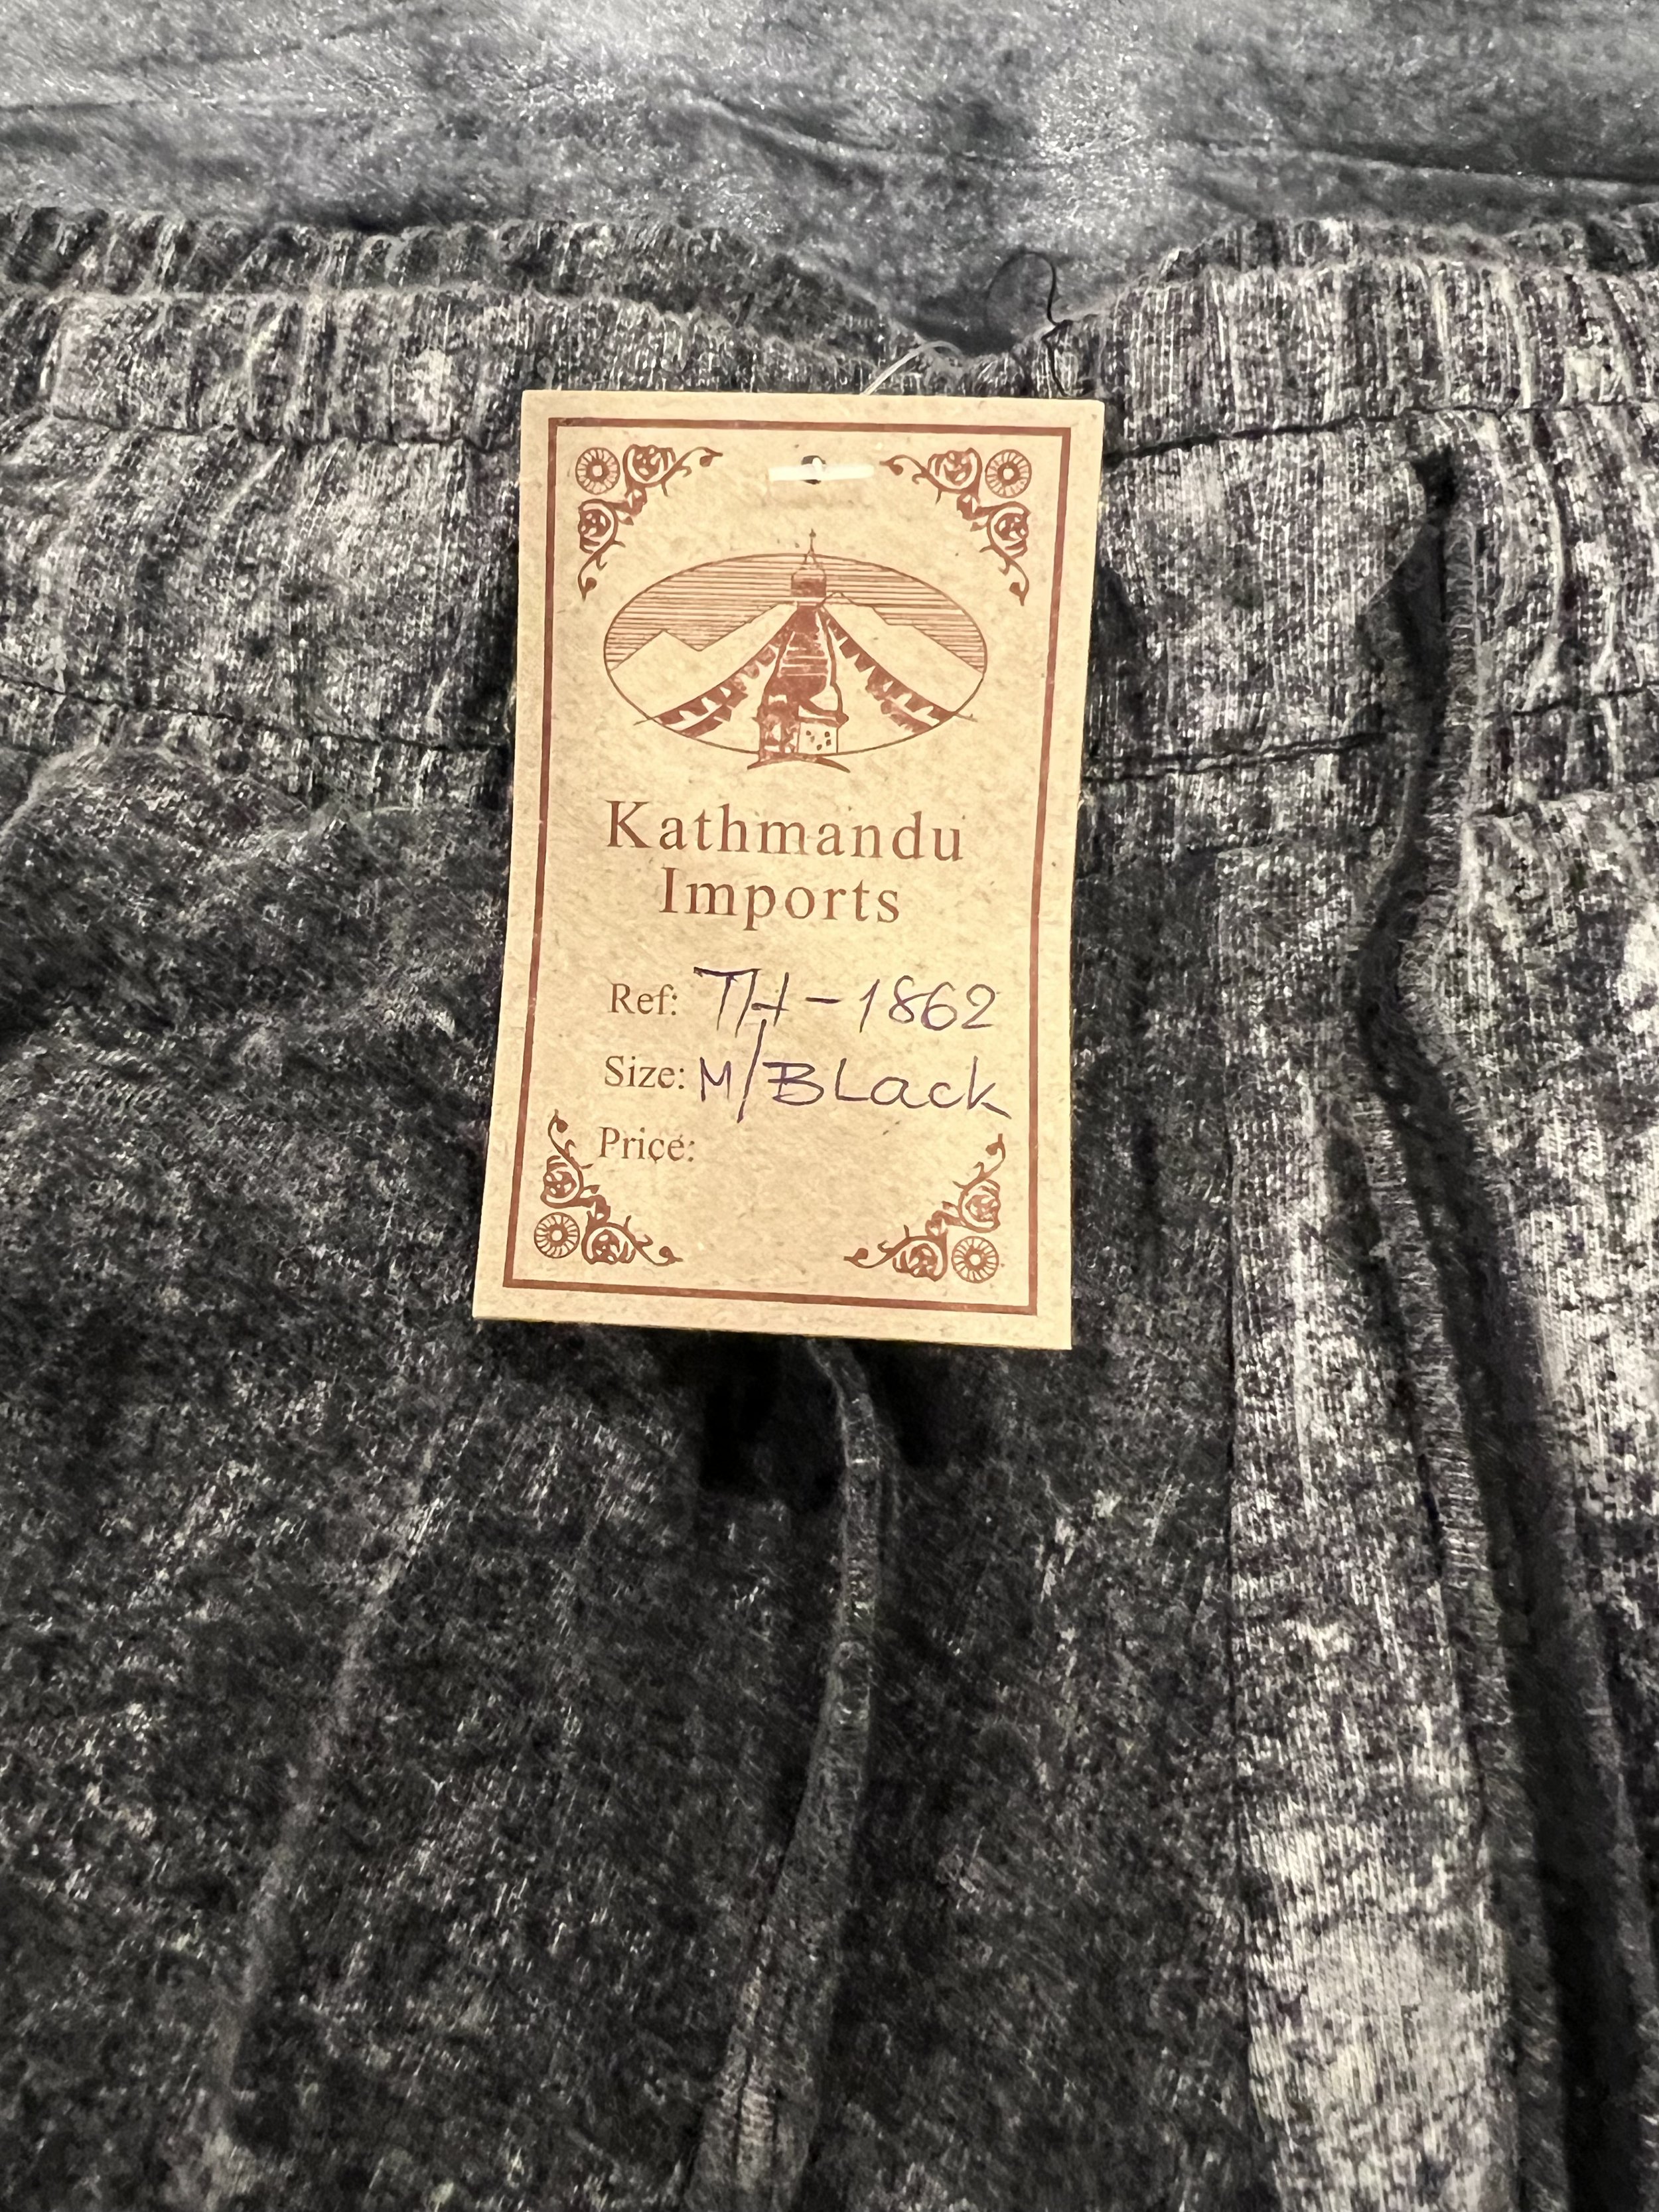 Kathmandu
Imports
Ref: TH-1862
Size: M/BLack
Price: